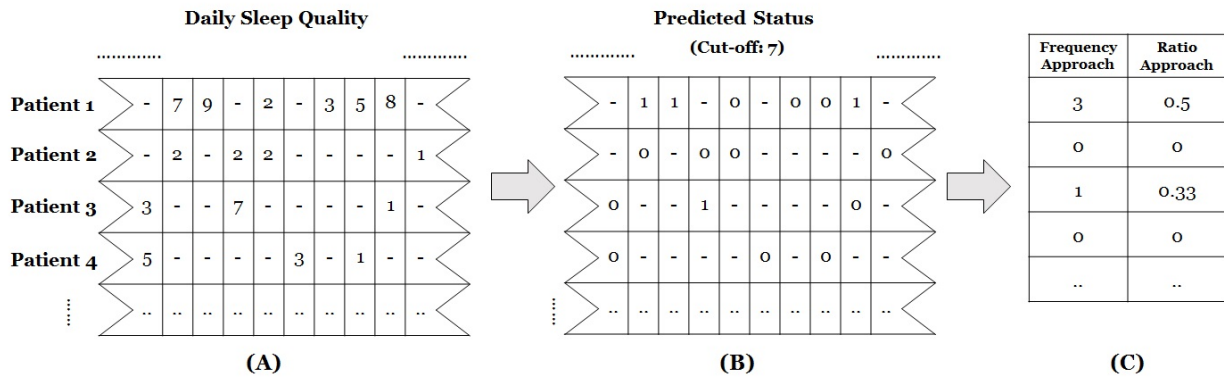 Daily Sleep Quality
Predicted Status
(Cut-off: 7)
............. .............
............. .............
Frequency Approach Ratio Approach
Patient 1 - 7 9 - 2 - 3 5 8 -
- 1 1 - 0 - 0 0 1 -
3 0.5
Patient 2 - 2 - 2 2 - - - - 1
- 0 - 0 0 - - - - 0
0 0
Patient 3 3 - - 7 - - - - 1 -
0 - - 1 - - - - 0 -
1 0.33
Patient 4 5 - - - - 3 - 1 - -
0 - - - - 0 - 0 - -
0 0
...... .. .. .. .. .. .. .. .. .. ..
...... .. .. .. .. .. .. .. .. .. ..
.. ..
(A) (B) (C)